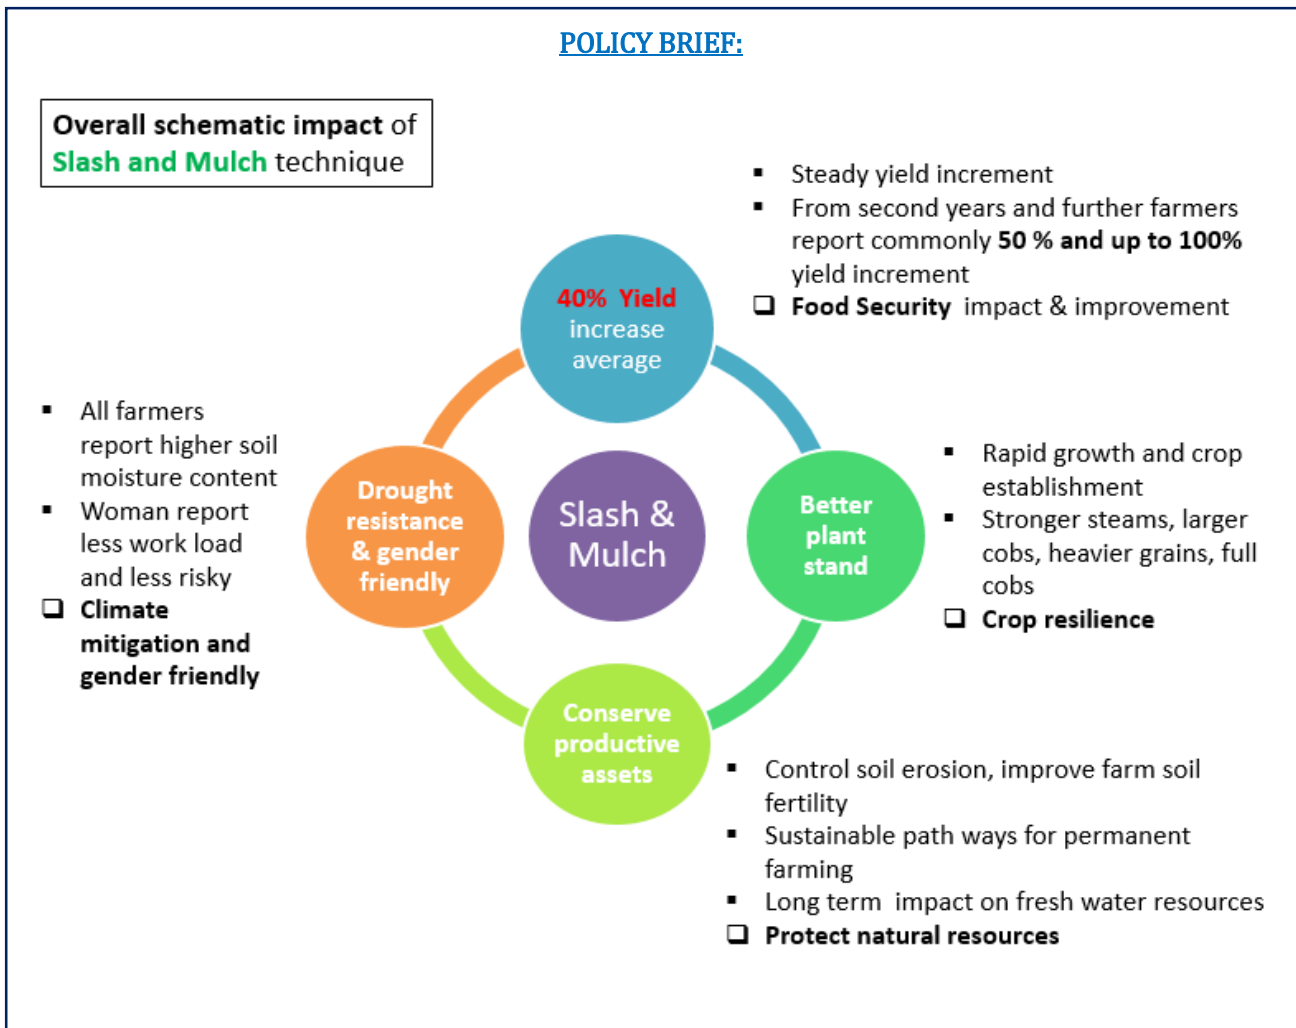 POLICY BRIEF:
Overall schematic impact of
Slash and Mulch technique
▪ Steady yield increment
▪ From second years and further farmers
report commonly 50 % and up to 100%
yield increment
❑ Food Security impact & improvement
40% Yield
increase
average
▪ All farmers
report higher soil
moisture content
▪ Woman report
less work load
and less risky
❑ Climate
mitigation and
gender friendly
Drought
resistance
& gender
friendly
Slash &
Mulch
Better
plant
stand
▪ Rapid growth and crop
establishment
▪ Stronger steams, larger
cobs, heavier grains, full
cobs
❑ Crop resilience
Conserve
productive
assets
▪ Control soil erosion, improve farm soil
fertility
▪ Sustainable path ways for permanent
farming
▪ Long term impact on fresh water resources
❑ Protect natural resources